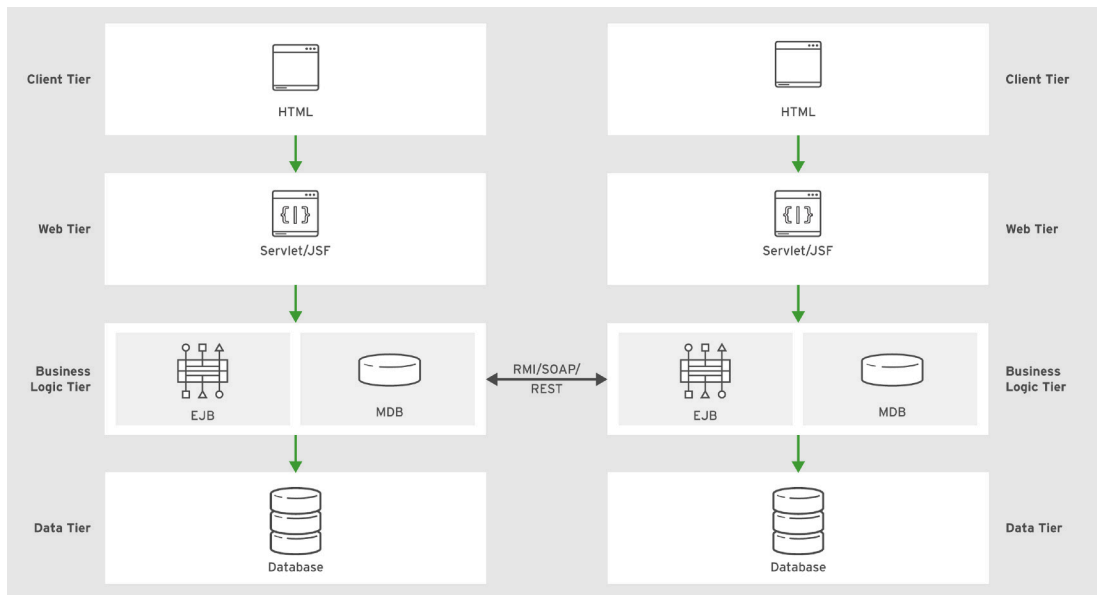 Client Tier
HTML
HTML
Client Tier
Web Tier
{|}
Servlet/JSF
{|}
Servlet/JSF
Web Tier
Business
Logic Tier
EJB
MDB
RMI/SOAP/
REST
EJB
MDB
Business
Logic Tier
Data Tier
Database
Database
Data Tier